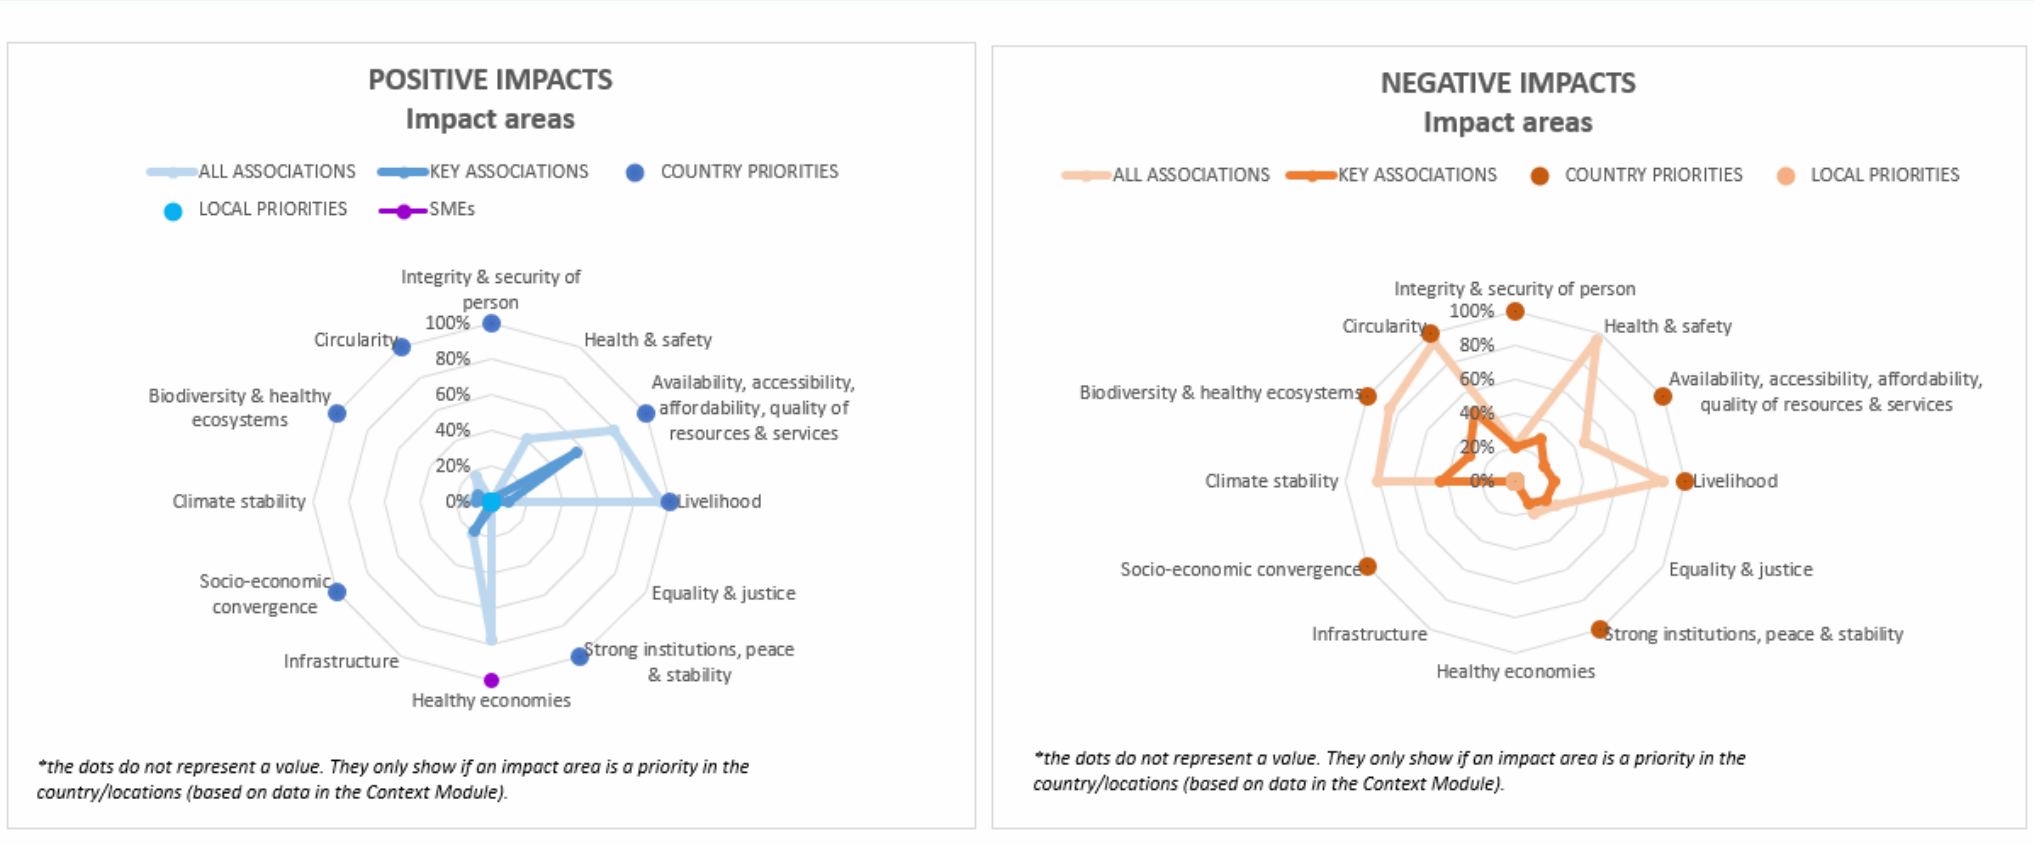 POSITIVE IMPACTS
Impact areas
ALL ASSOCIATIONS
KEY ASSOCIATIONS
COUNTRY PRIORITIES
LOCAL PRIORITIES
SMEs
Integrity & security of
person
Health & safety
Availability, accessibility,
affordability, quality of
resources & services
Livelihood
Equality & justice
Strong institutions, peace
& stability
Healthy economies
Infrastructure
Socio-economic
convergence
Climate stability
Biodiversity & healthy
ecosystems
Circularity
100%
80%
60%
40%
20%
0%
*the dots do not represent a value. They only show if an impact area is a priority in the
country/locations (based on data in the Context Module).
NEGATIVE IMPACTS
Impact areas
ALL ASSOCIATIONS
KEY ASSOCIATIONS
COUNTRY PRIORITIES
LOCAL PRIORITIES
Integrity & security of person
Health & safety
Availability, accessibility, affordability,
quality of resources & services
Livelihood
Equality & justice
Strong institutions, peace & stability
Healthy economies
Infrastructure
Socio-economic convergence
Climate stability
Biodiversity & healthy ecosystems
Circularity
100%
80%
60%
40%
20%
0%
*the dots do not represent a value. They only show if an impact area is a priority in the
country/locations (based on data in the Context Module).